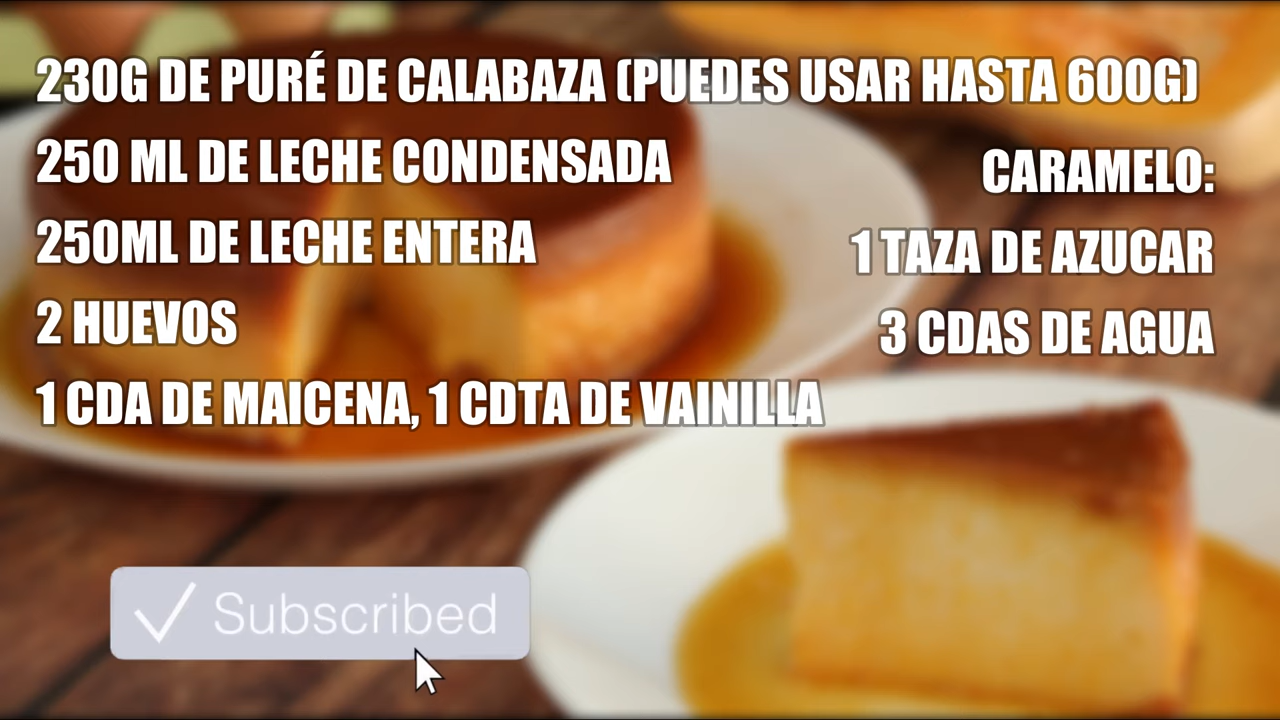 230G DE PURÉ DE CALABAZA (PUEDES USAR HASTA 600G)
250 ML DE LECHE CONDENSADA
250ML DE LECHE ENTERA
2 HUEVOS
1 CDA DE MAICENA, 1 CDTA DE VAINILLA
CARAMELO:
1 TAZA DE AZUCAR
3 CDAS DE AGUA
Subscribed